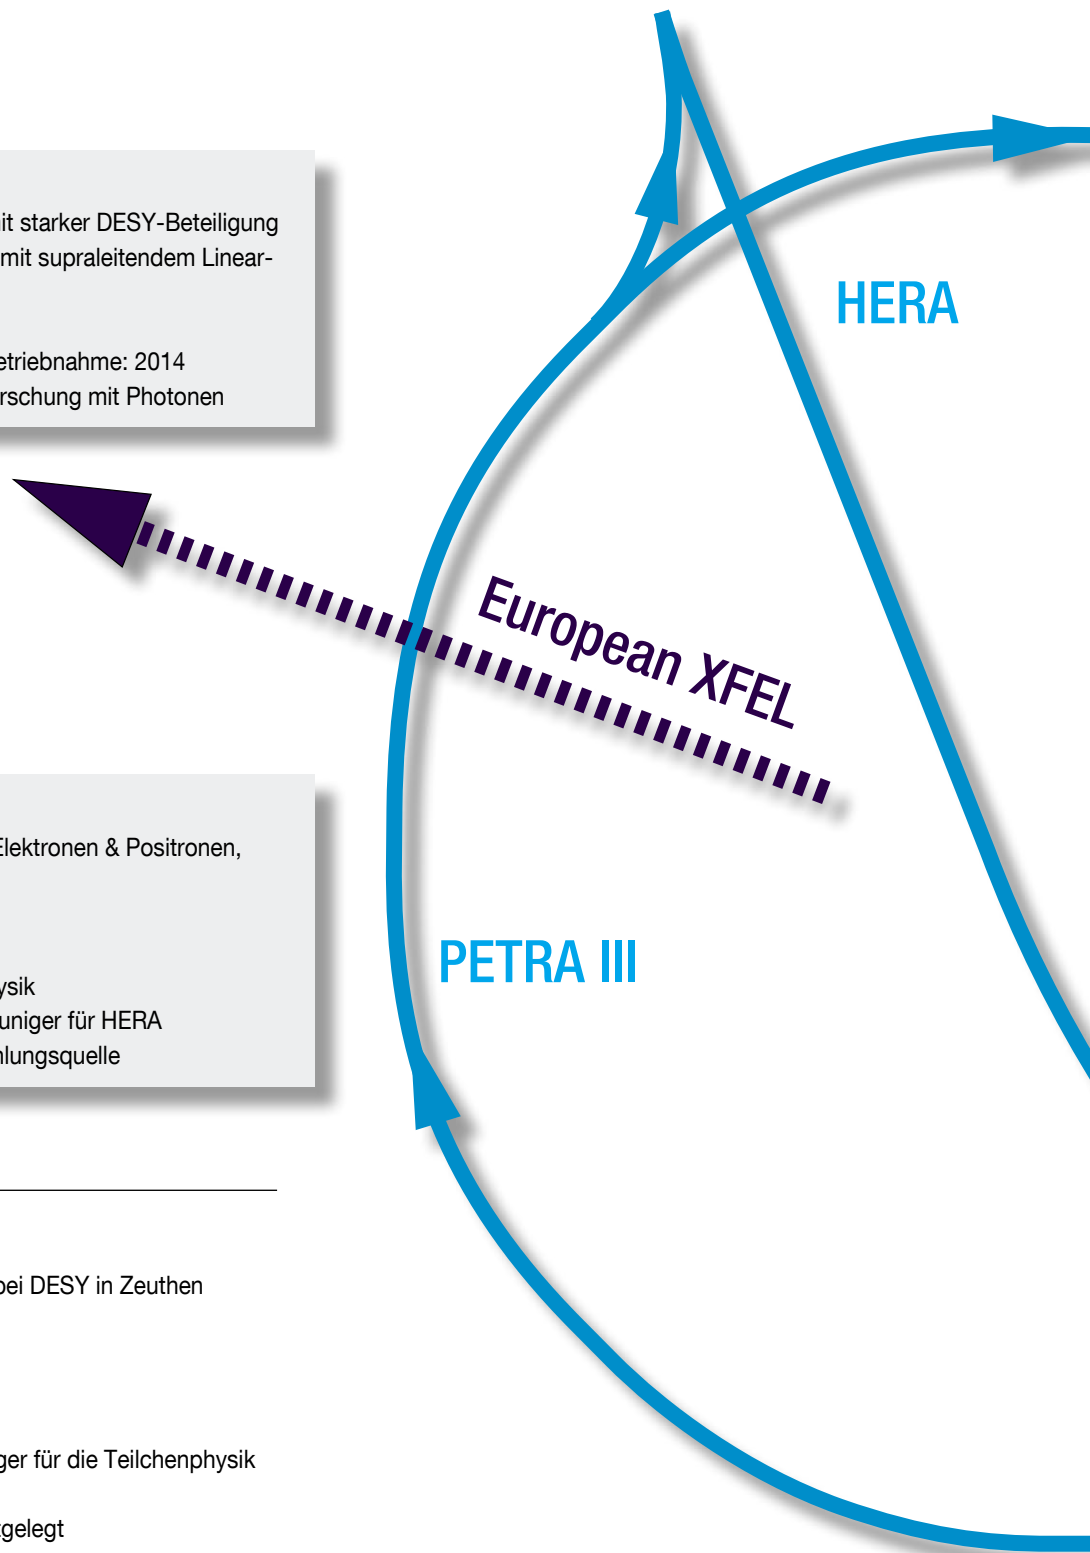 mit starker DESY-Beteiligung
mit supraleitendem Linear-
etriebnahme: 2014
rschung mit Photonen
HERA
European XFEL
Elektronen & Positronen,
ysik
uniger für HERA
hlungsquelle
PETRA III
bei DESY in Zeuthen
ger für die Teilchenphysik
tgelegt